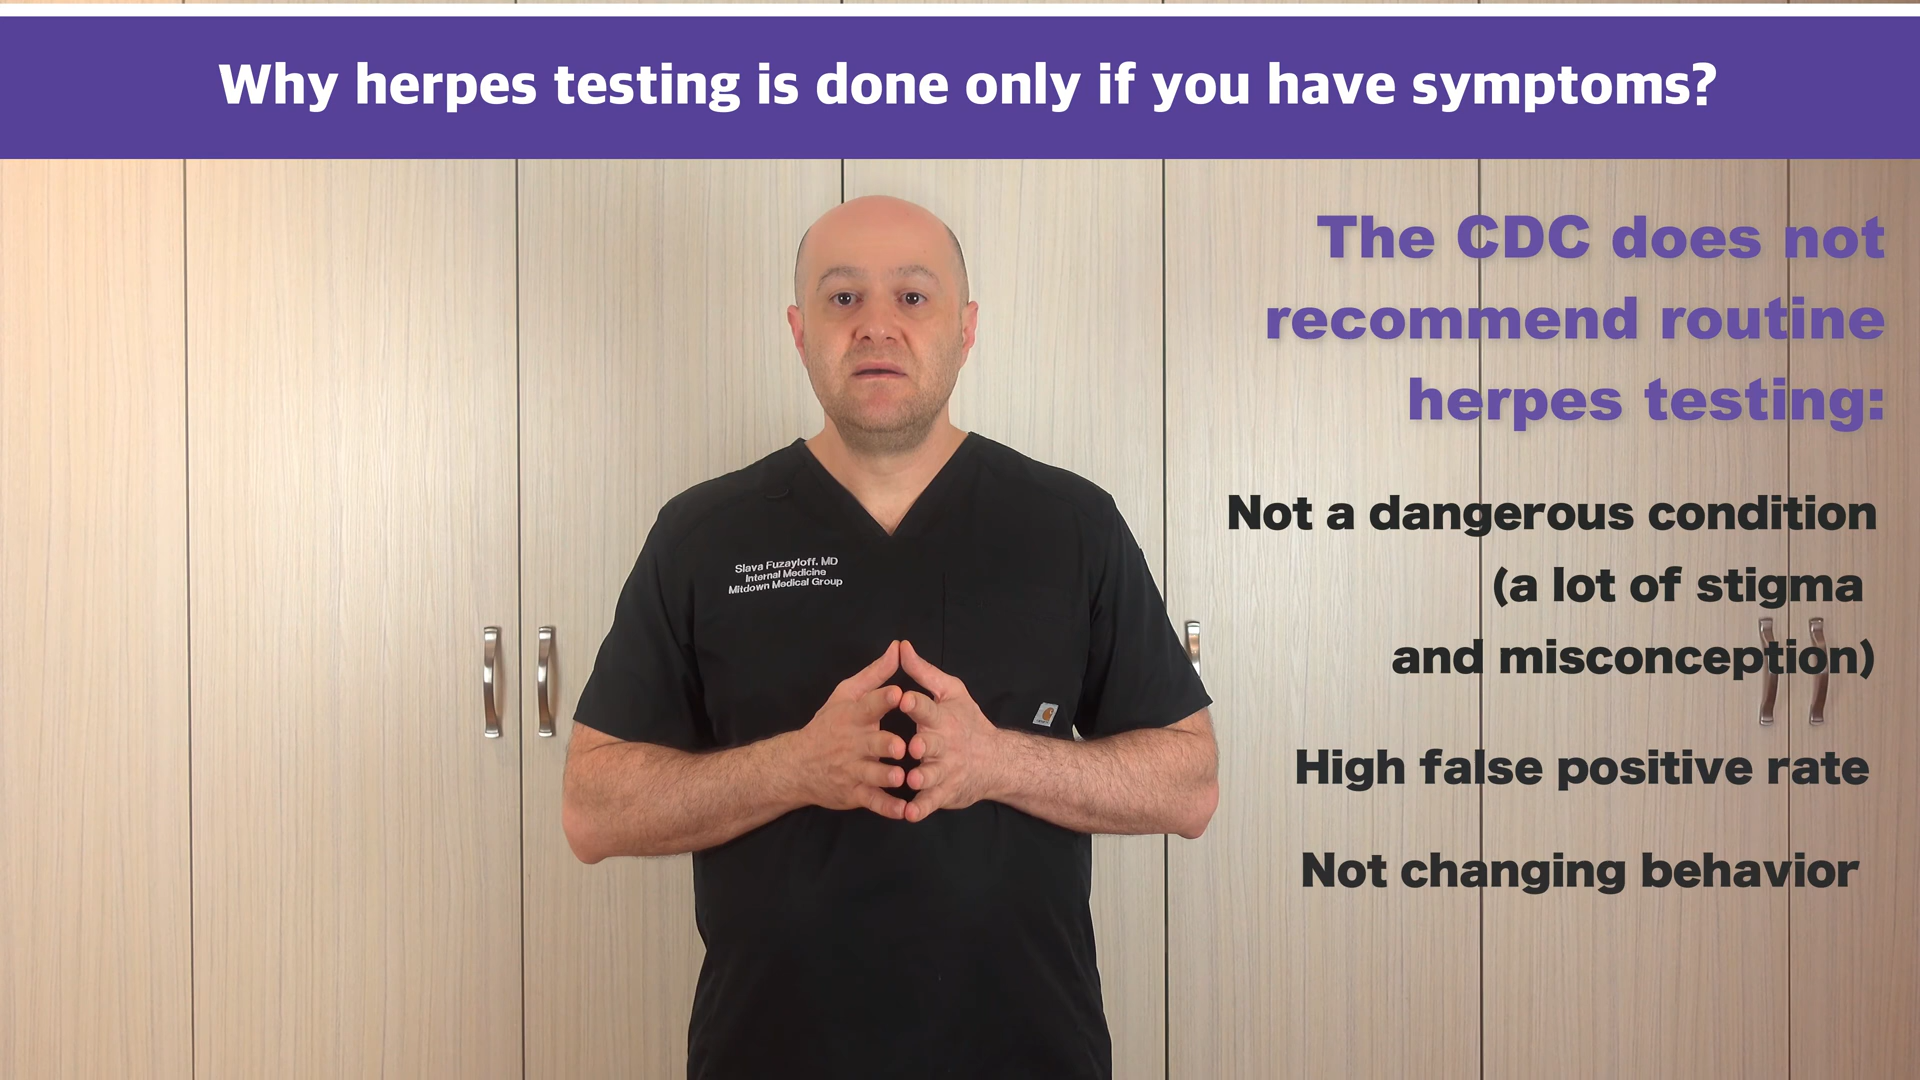 Why herpes testing is done only if you have symptoms?
The CDC does not
recommend routine
herpes testing:
Not a dangerous condition
(a lot of stigma
and misconception)
High false positive rate
Not changing behavior
Slava Fuzayloff, MD
Internal Medicine
Mitdown Medical Group